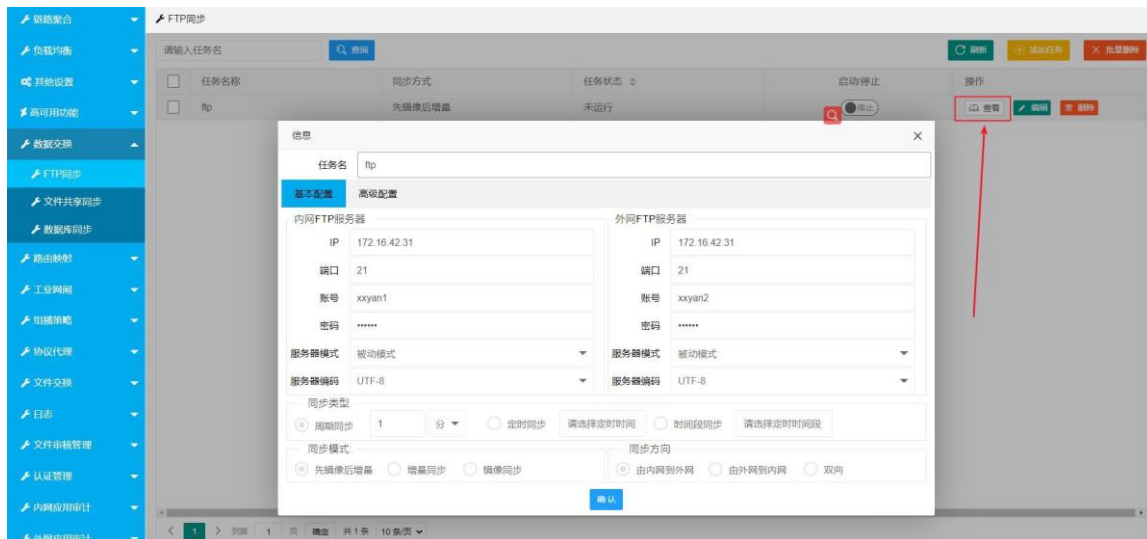 链路聚合
负载均衡
其他设置
高可用功能
数据交换
FTP同步
文件共享同步
数据库同步
路由映射
工业网闸
组播策略
协议代理
文件交换
日志
文件审核管理
认证管理
内网应用审计
外网应用审计
FTP同步
请输入任务名 查询 刷新 添加任务 批量删除
任务名称 同步方式 任务状态 启动/停止 操作
ftp 先镜像后增量 未运行 停止 查看 编辑 删除
信息
任务名 ftp
基本配置 高级配置
内网FTP服务器 外网FTP服务器
IP 172.16.42.31 IP 172.16.42.31
端口 21 端口 21
账号 xxyan1 账号 xxyan2
密码 •••••• 密码 ••••••
服务器模式 被动模式 服务器模式 被动模式
服务器编码 UTF-8 服务器编码 UTF-8
同步类型
周期同步 1 分 定时同步 请选择定时时间 时间段同步 请选择定时时间段
同步模式 同步方向
先镜像后增量 增量同步 镜像同步 由内网到外网 由外网到内网 双向
确认
1 到第 1 页 确定 共 1 条 10 条/页